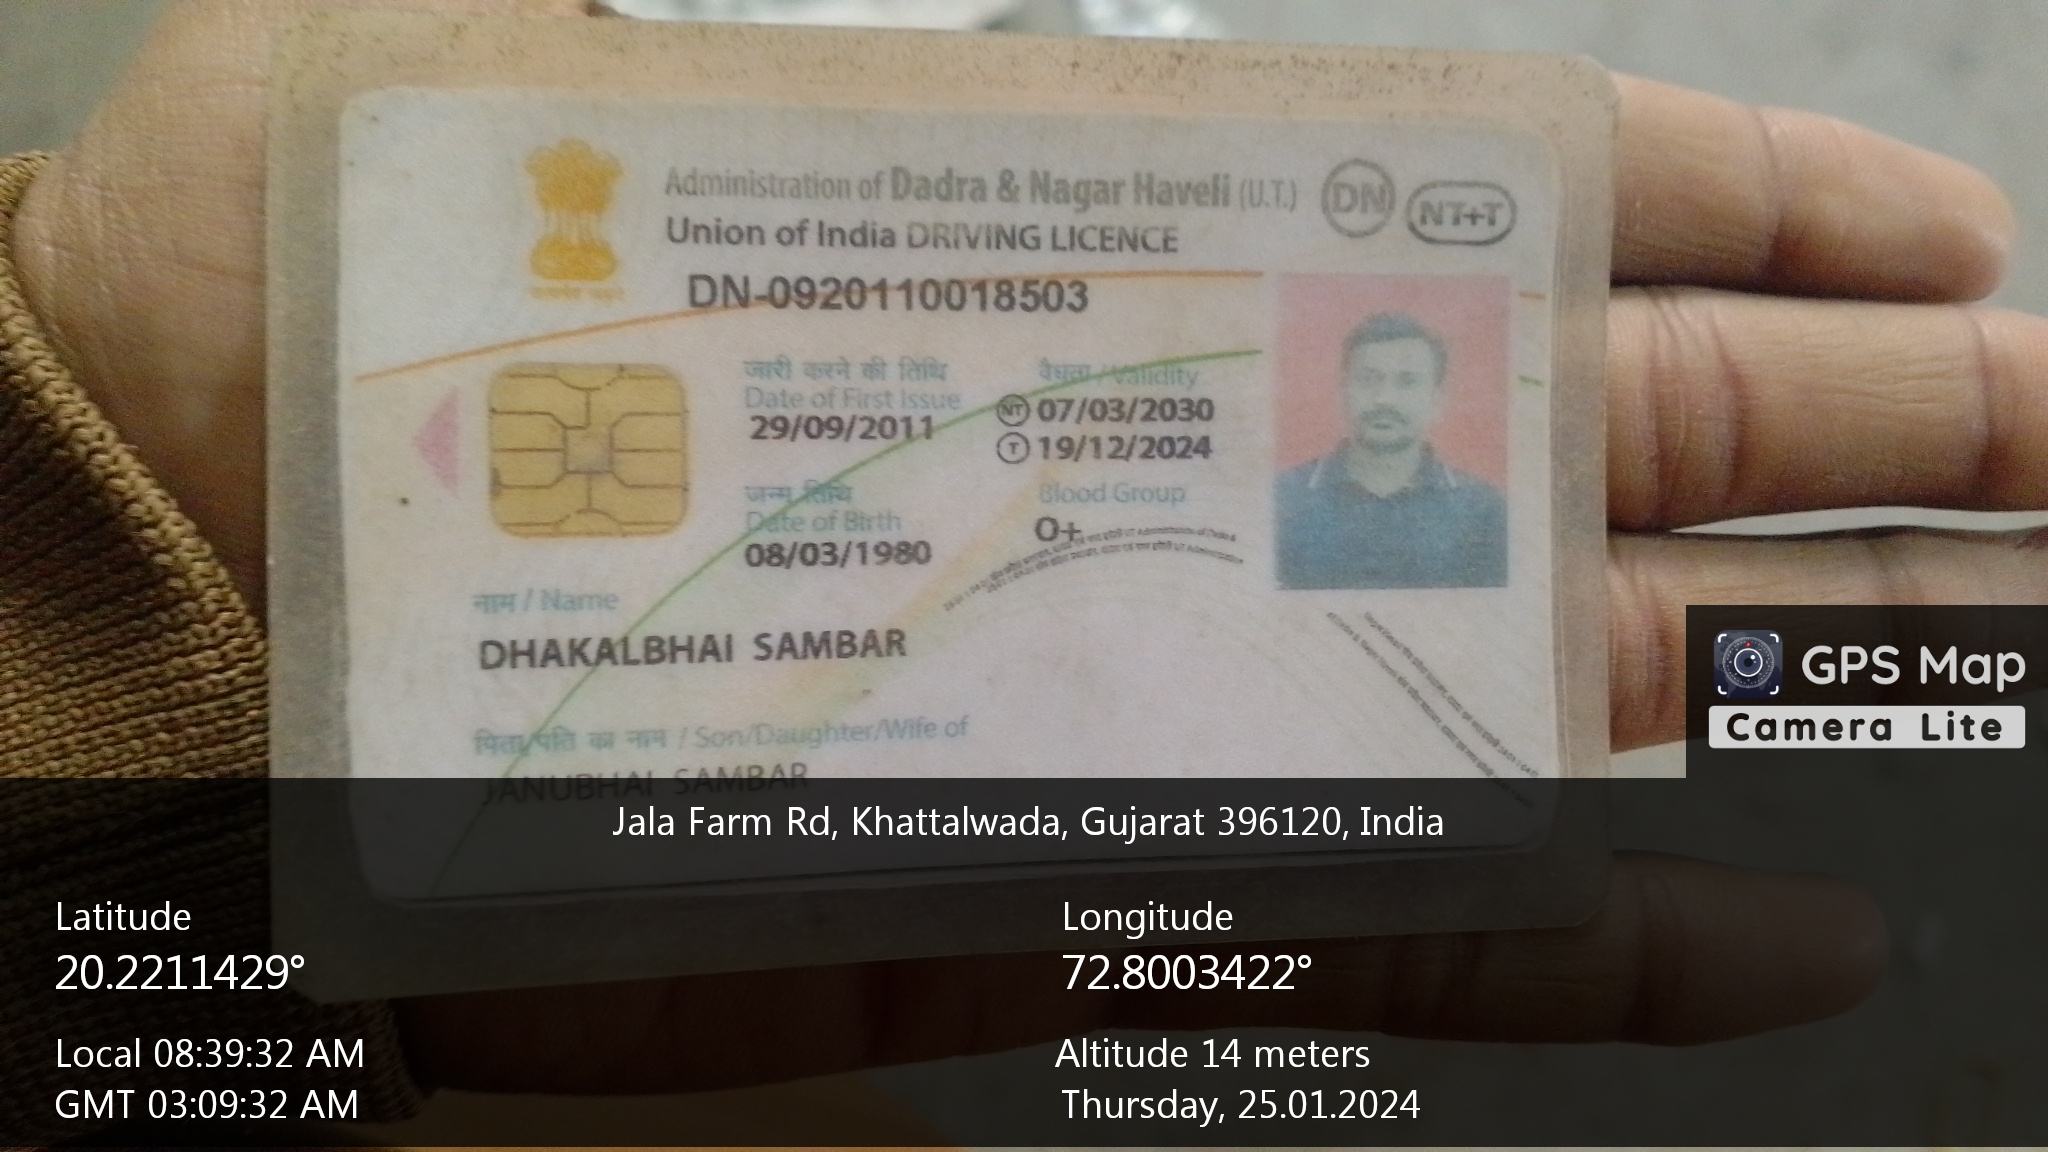 Administration of Dadra & Nagar Haveli (U.T.)
DN
NT+T
Union of India DRIVING LICENCE
DN-0920110018503
जारी करने की तिथि
Date of First Issue
29/09/2011
वैधता / Validity
NT 07/03/2030
T 19/12/2024
जन्म तिथि
Date of Birth
08/03/1980
Blood Group
O+
नाम / Name
DHAKALBHAI SAMBAR
पिता/पति का नाम / Son/Daughter/Wife of
JANUBHAI SAMBAR
GPS Map
Camera Lite
Jala Farm Rd, Khattalwada, Gujarat 396120, India
Latitude
20.2211429°
Longitude
72.8003422°
Local 08:39:32 AM
GMT 03:09:32 AM
Altitude 14 meters
Thursday, 25.01.2024